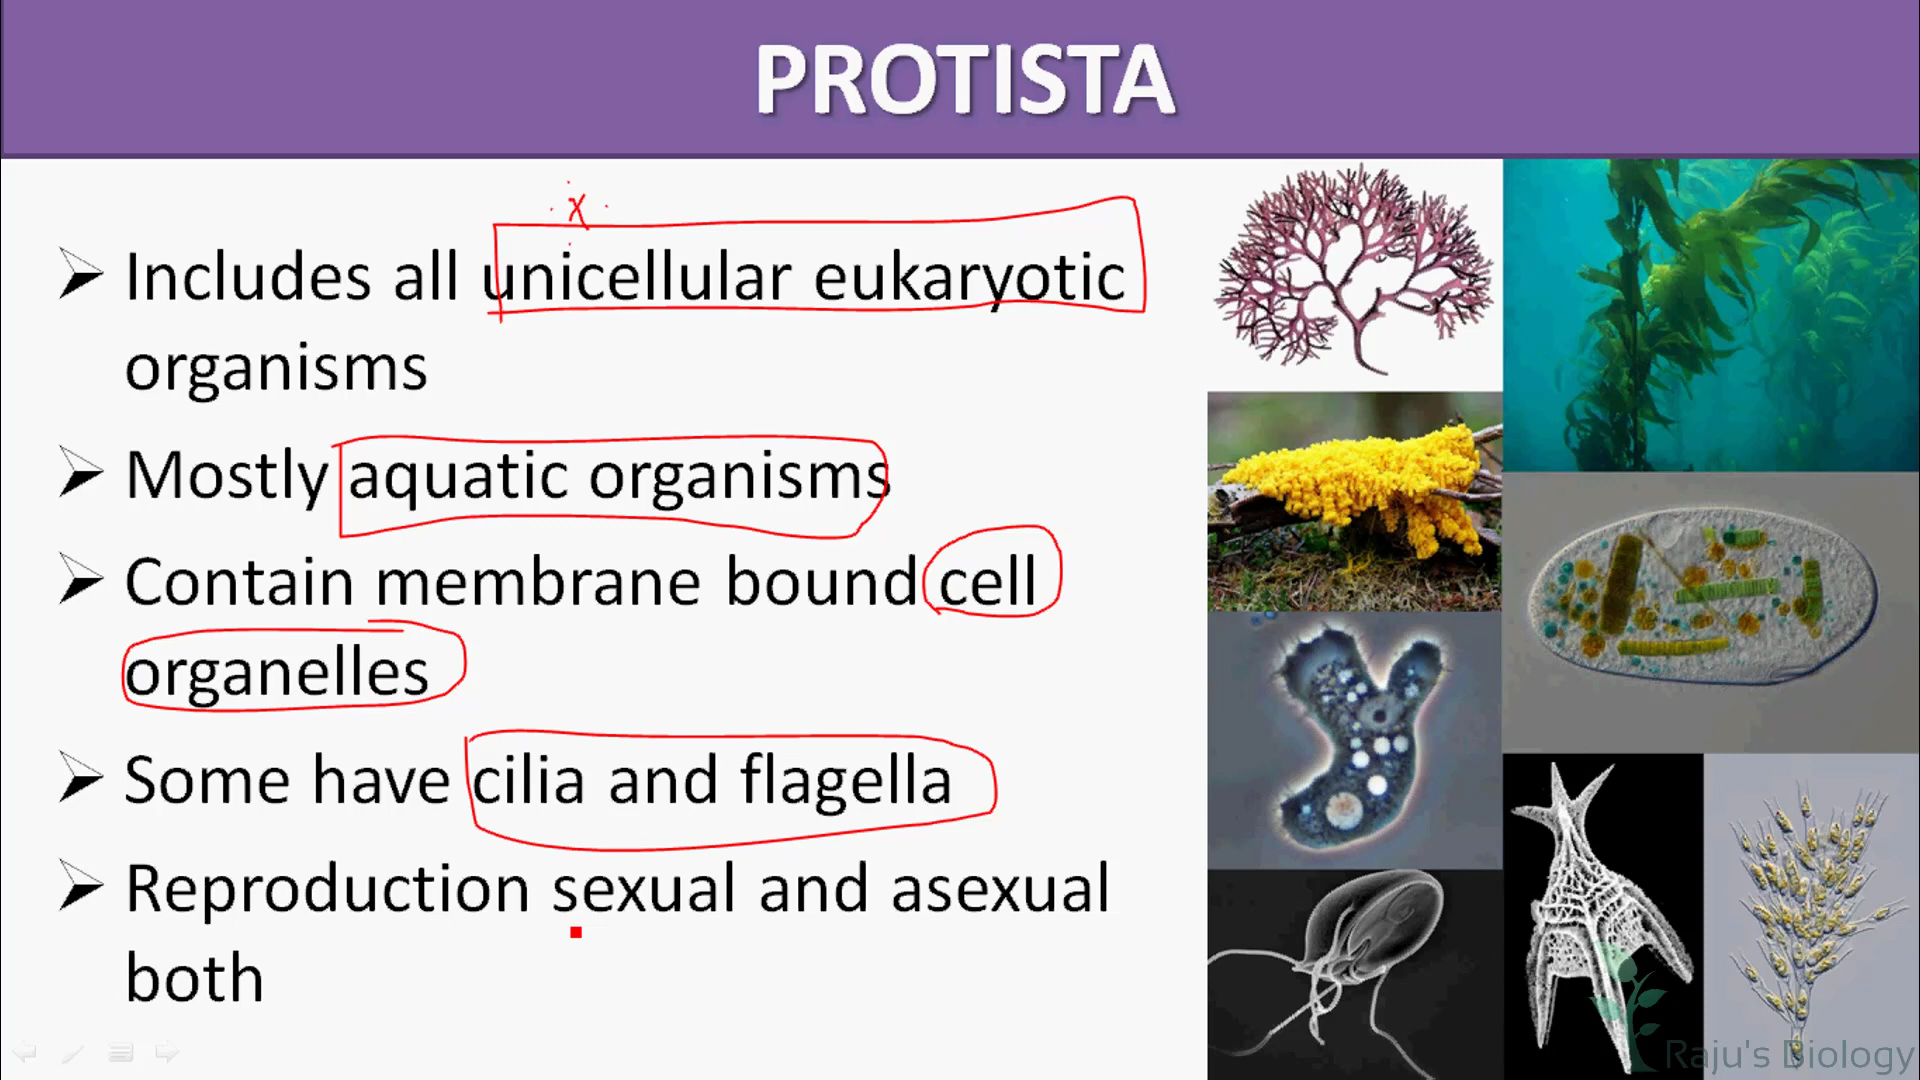 PROTISTA
x
Includes all unicellular eukaryotic
organisms
Mostly aquatic organisms
Contain membrane bound cell
organelles
Some have cilia and flagella
Reproduction sexual and asexual
both
Raju's Biology